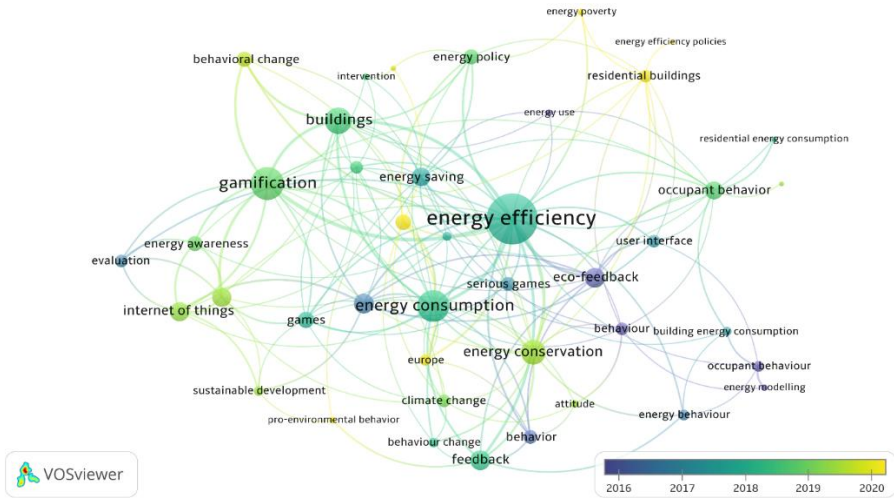 energy poverty
energy efficiency policies
behavioral change
energy policy
intervention
residential buildings
energy use
buildings
residential energy consumption
gamification
energy saving
occupant behavior
energy efficiency
energy awareness
user interface
evaluation
eco-feedback
serious games
internet of things
energy consumption
games
behaviour
building energy consumption
energy conservation
europe
occupant behaviour
energy modelling
sustainable development
climate change
attitude
pro-environmental behavior
energy behaviour
behaviour change
behavior
feedback
VOSviewer
2016 2017 2018 2019 2020